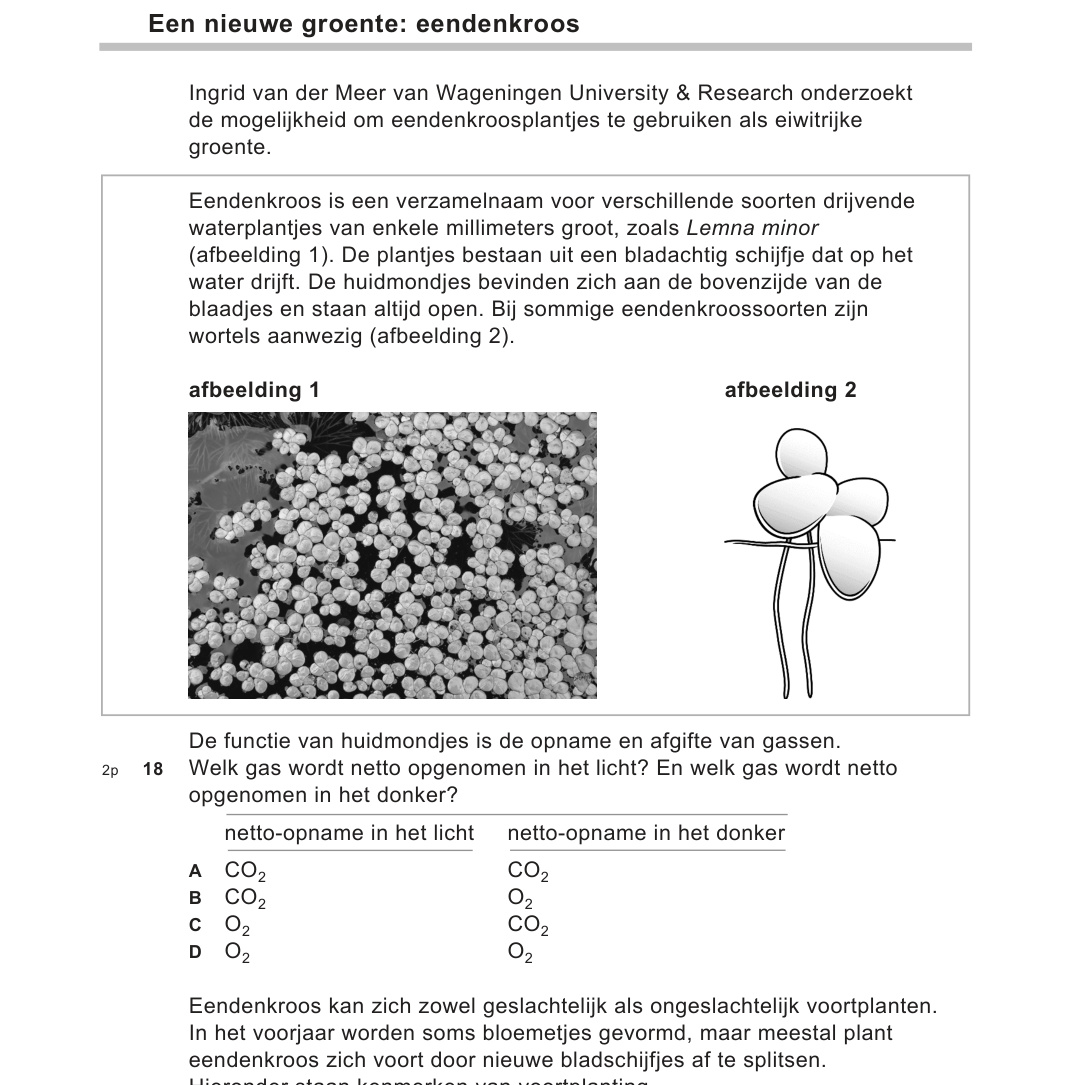 Een nieuwe groente: eendenkroos
Ingrid van der Meer van Wageningen University & Research onderzoekt
de mogelijkheid om eendenkroosplantjes te gebruiken als eiwitrijke
groente.
Eendenkroos is een verzamelnaam voor verschillende soorten drijvende
waterplantjes van enkele millimeters groot, zoals Lemna minor
(afbeelding 1). De plantjes bestaan uit een bladachtig schijfje dat op het
water drijft. De huidmondjes bevinden zich aan de bovenzijde van de
blaadjes en staan altijd open. Bij sommige eendenkroossoorten zijn
wortels aanwezig (afbeelding 2).
afbeelding 1 afbeelding 2
De functie van huidmondjes is de opname en afgifte van gassen.
2p 18 Welk gas wordt netto opgenomen in het licht? En welk gas wordt netto
opgenomen in het donker?
netto-opname in het licht netto-opname in het donker
A CO₂ CO₂
B CO₂ O₂
C O₂ CO₂
D O₂ O₂
Eendenkroos kan zich zowel geslachtelijk als ongeslachtelijk voortplanten.
In het voorjaar worden soms bloemetjes gevormd, maar meestal plant
eendenkroos zich voort door nieuwe bladschijfjes af te splitsen.
Hieronder staan kenmerken van voortplanting